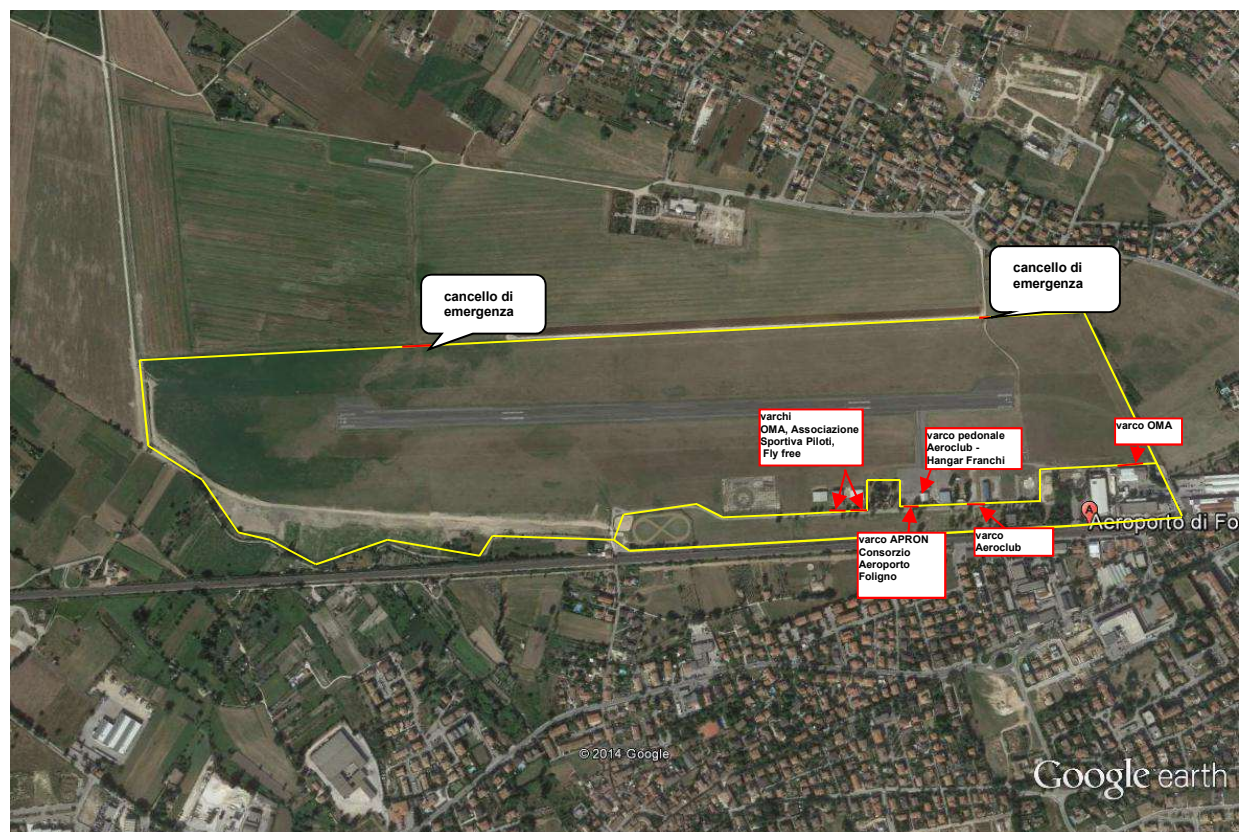 cancello di
emergenza
cancello di
emergenza
varchi
OMA, Associazione
Sportiva Piloti,
Fly free
varco pedonale
Aeroclub -
Hangar Franchi
varco OMA
A
Aeroporto di Fo
varco APRON
Consorzio
Aeroporto
Foligno
varco
Aeroclub
© 2014 Google
Google earth